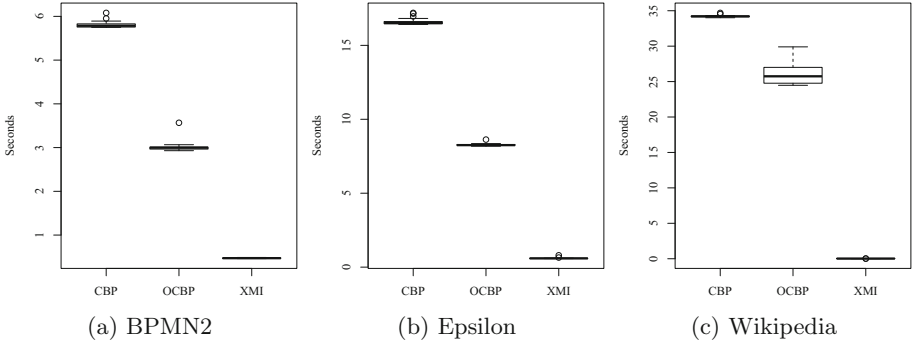 Seconds
6
5
4
3
2
1
CBP OCBP XMI
(a) BPMN2
Seconds
15
10
5
0
CBP OCBP XMI
(b) Epsilon
Seconds
35
30
25
20
15
10
5
0
CBP OCBP XMI
(c) Wikipedia